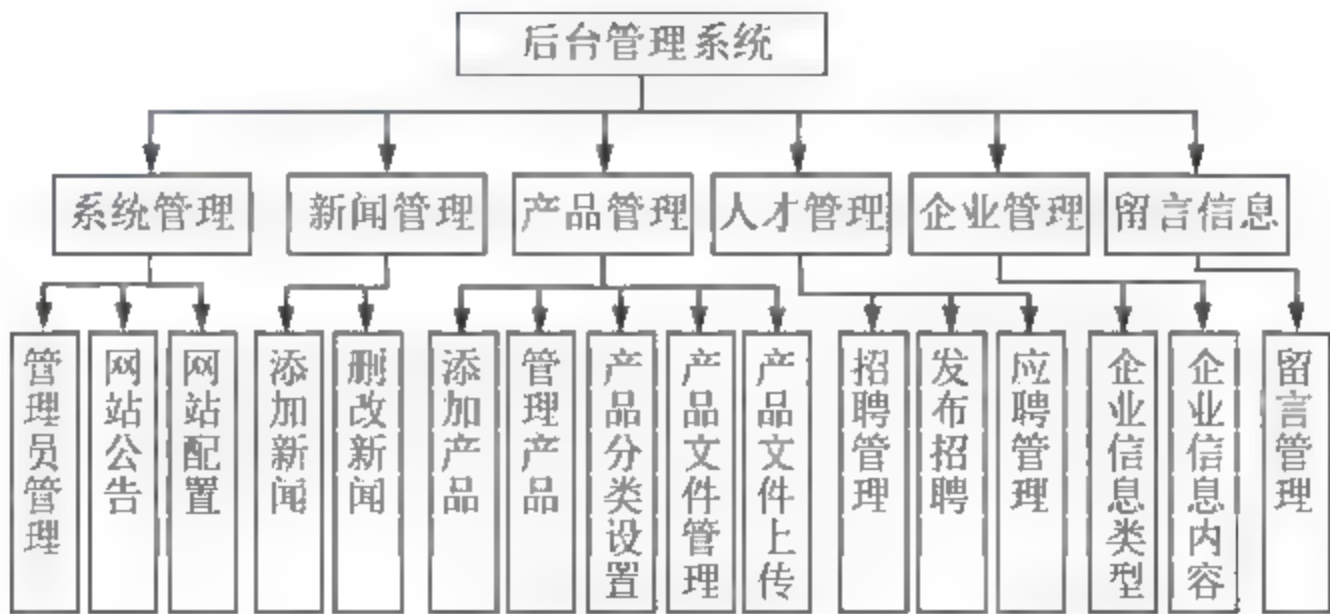 后台管理系统
系统管理
新闻管理
产品管理
人才管理
企业管理
留言信息
管理员管理
网站公告
网站配置
添加新闻
删改新闻
添加产品
管理产品
产品分类设置
产品文件管理
产品文件上传
招聘管理
发布招聘
应聘管理
企业信息类型
企业信息内容
留言管理